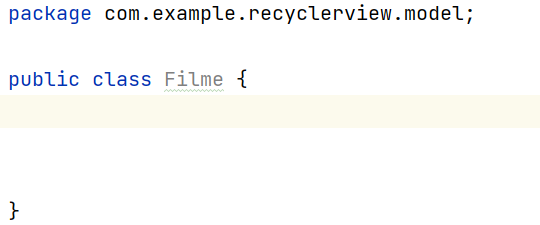 package com.example.recyclerview.model;
public class Filme {
}